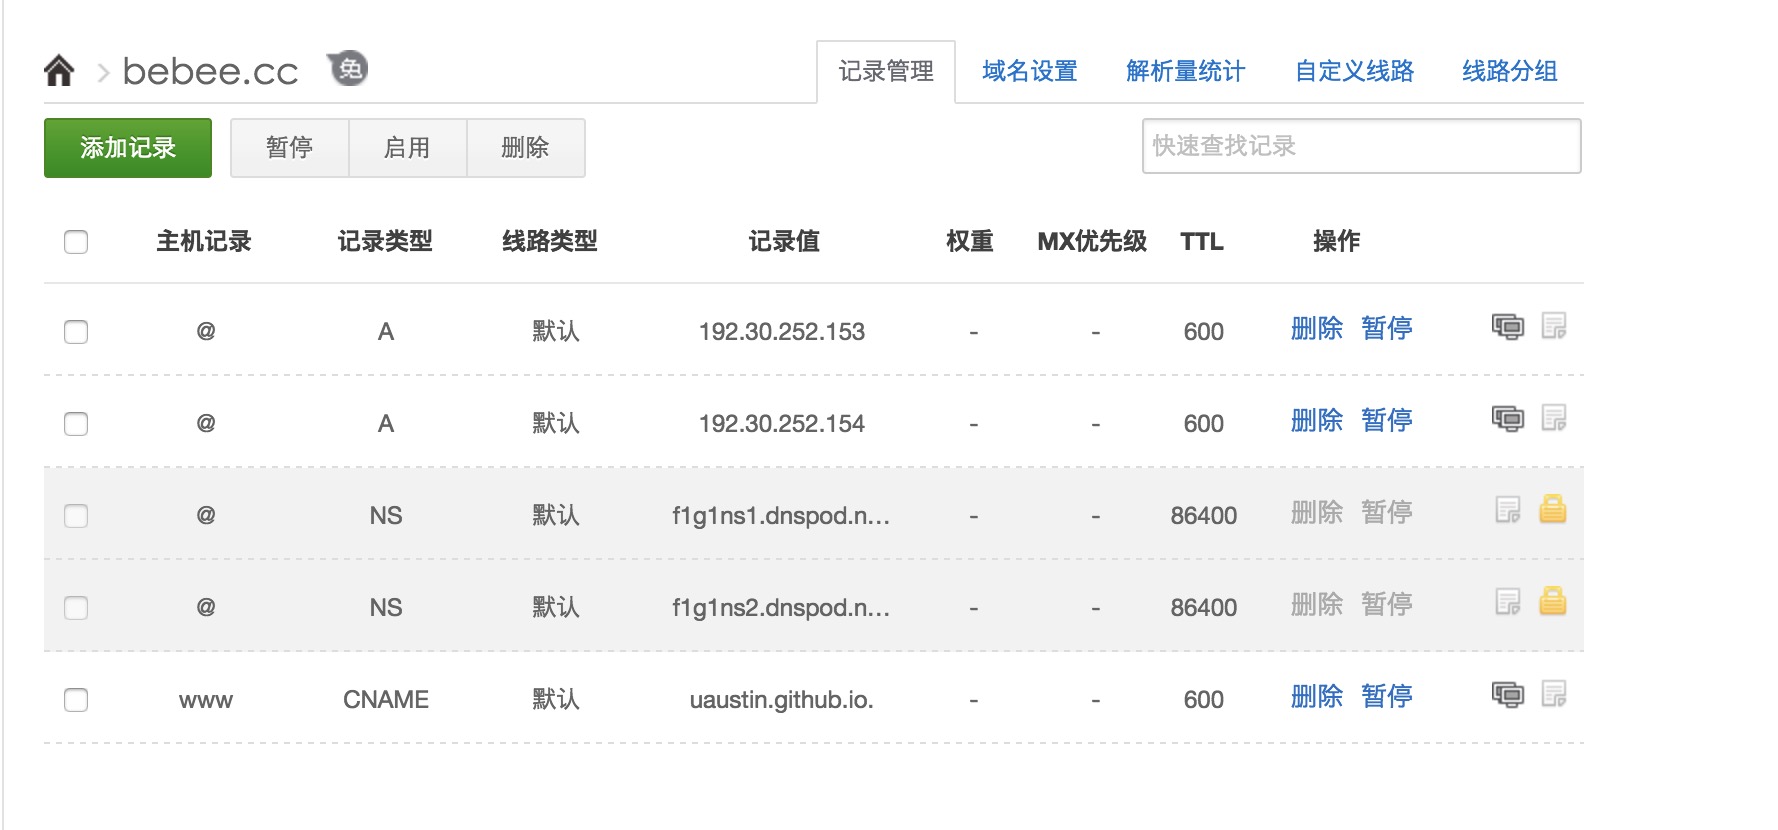 bebee.cc 免 记录管理 域名设置 解析量统计 自定义线路 线路分组
添加记录 暂停 启用 删除 快速查找记录
主机记录 记录类型 线路类型 记录值 权重 MX优先级 TTL 操作
@ A 默认 192.30.252.153 - - 600 删除 暂停
@ A 默认 192.30.252.154 - - 600 删除 暂停
@ NS 默认 f1g1ns1.dnspod.n... - - 86400 删除 暂停
@ NS 默认 f1g1ns2.dnspod.n... - - 86400 删除 暂停
www CNAME 默认 uaustin.github.io. - - 600 删除 暂停